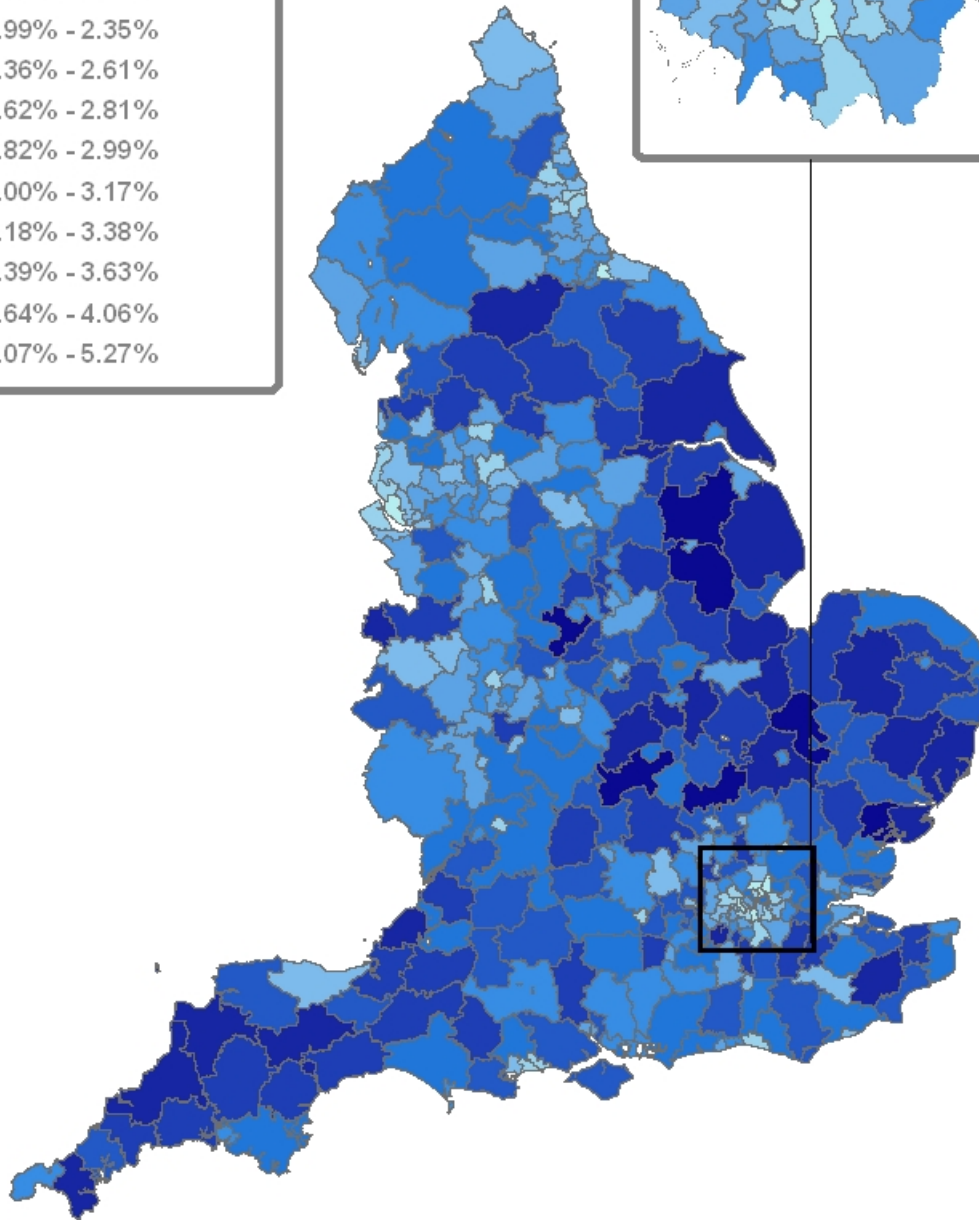 .99% - 2.35%
.36% - 2.61%
.62% - 2.81%
.82% - 2.99%
.00% - 3.17%
.18% - 3.38%
.39% - 3.63%
.64% - 4.06%
.07% - 5.27%